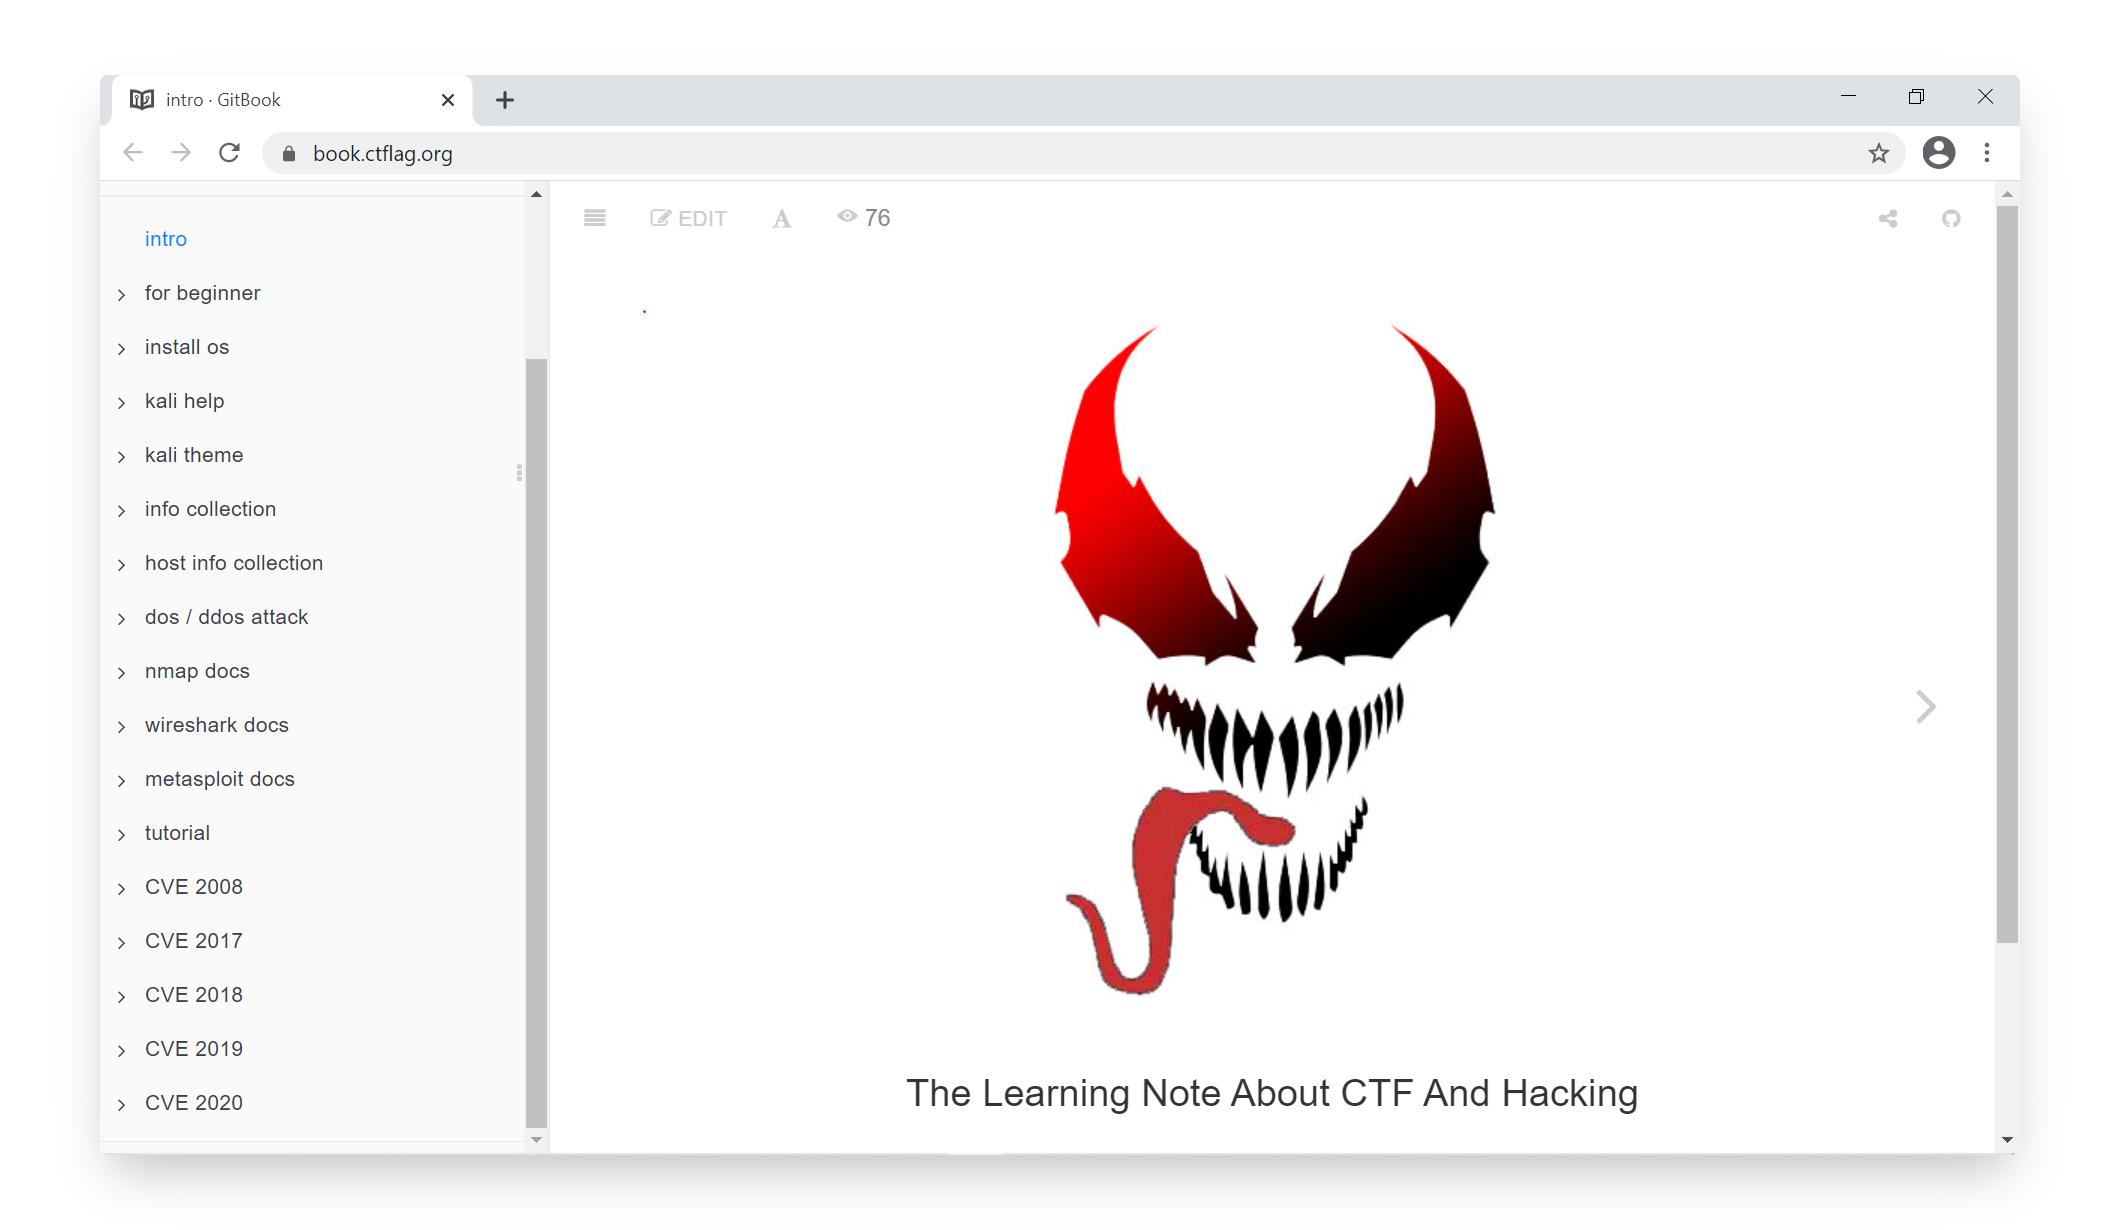 intro · GitBook
book.ctflag.org
intro
for beginner
install os
kali help
kali theme
info collection
host info collection
dos / ddos attack
nmap docs
wireshark docs
metasploit docs
tutorial
CVE 2008
CVE 2017
CVE 2018
CVE 2019
CVE 2020
EDIT A 76
The Learning Note About CTF And Hacking